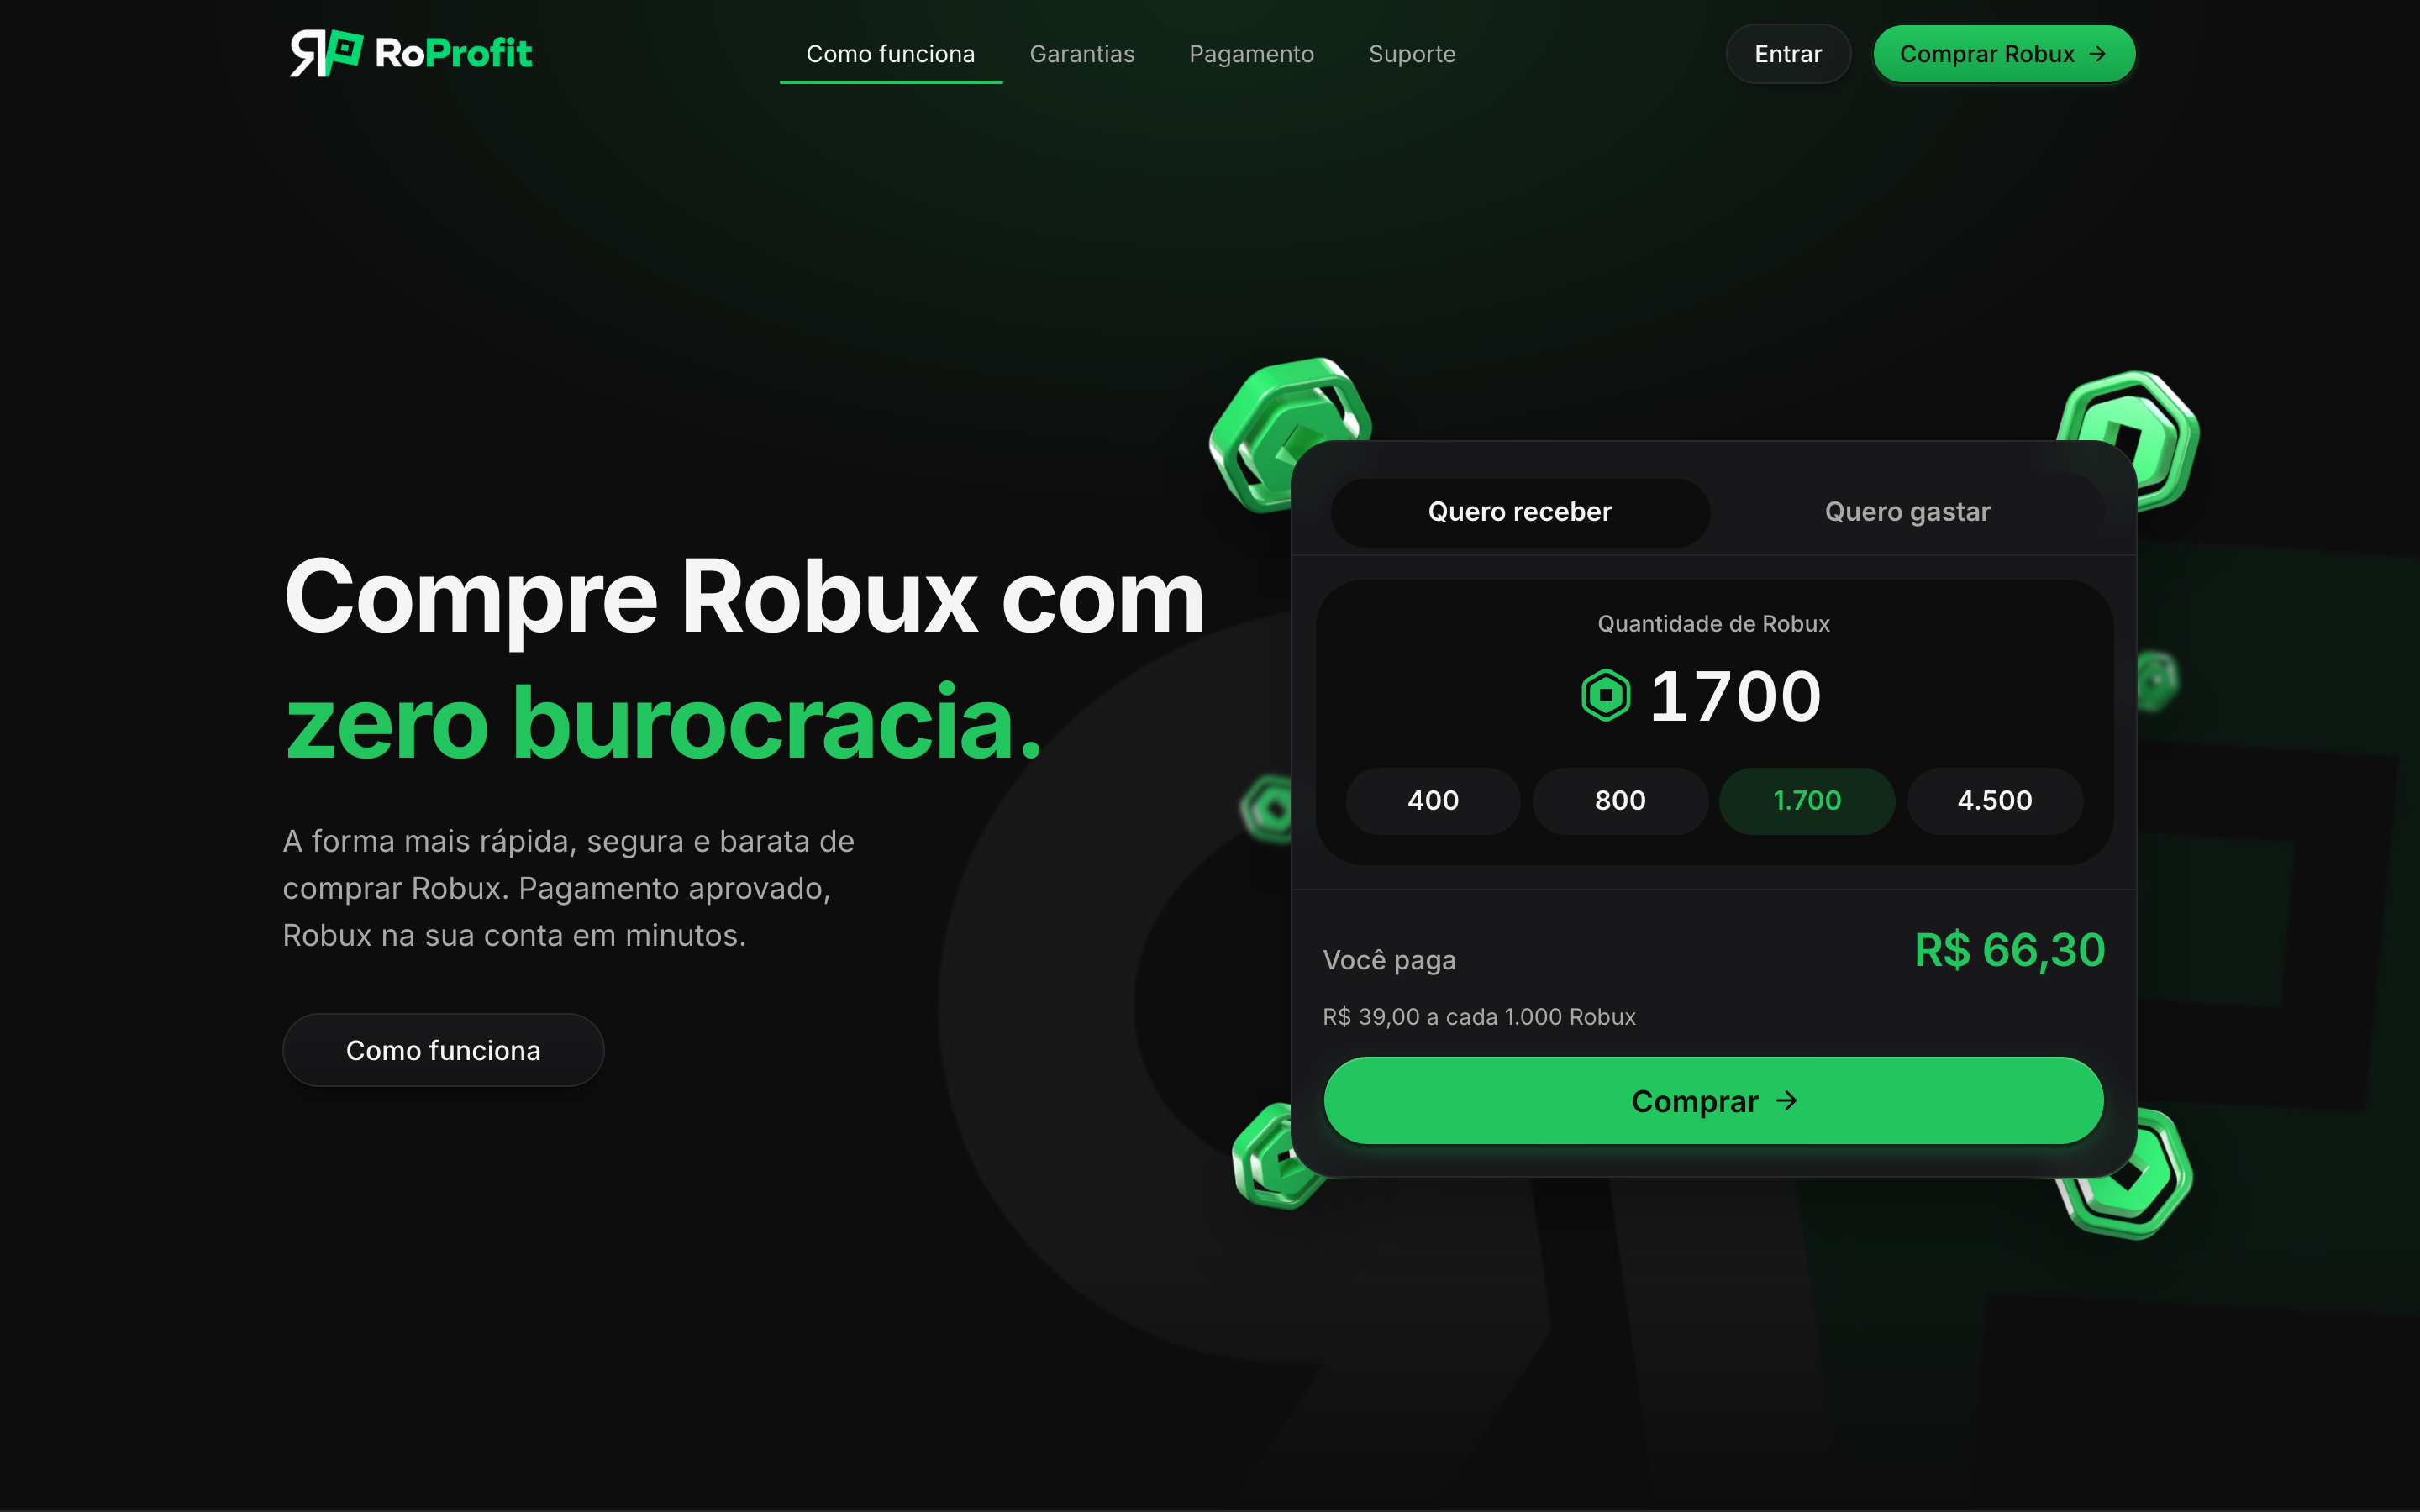 RoProfit
Como funciona
Garantias
Pagamento
Suporte
Entrar
Comprar Robux →
Compre Robux com
zero burocracia.
A forma mais rápida, segura e barata de
comprar Robux. Pagamento aprovado,
Robux na sua conta em minutos.
Como funciona
Quero receber
Quero gastar
Quantidade de Robux
1700
400
800
1.700
4.500
Você paga
R$ 66,30
R$ 39,00 a cada 1.000 Robux
Comprar →